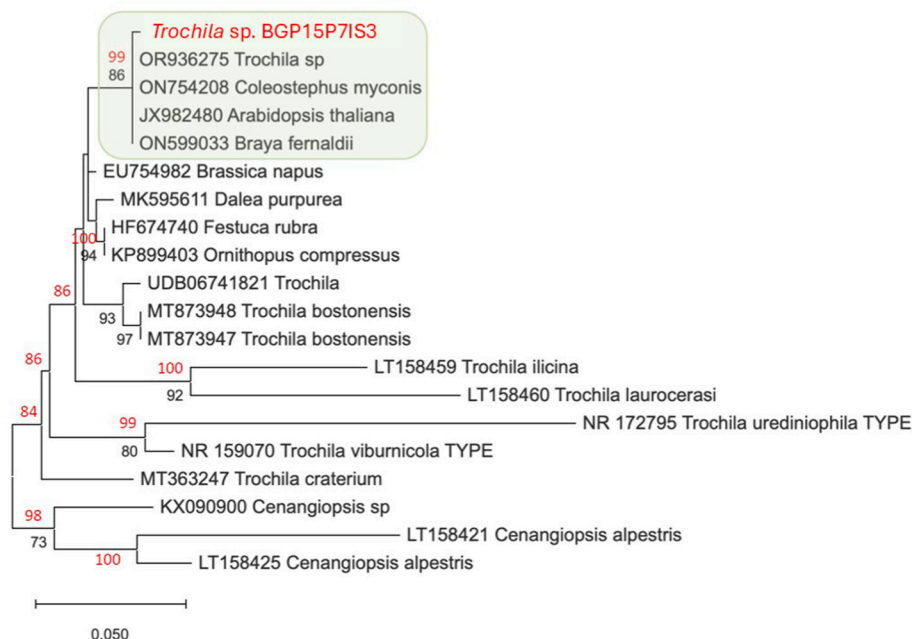 Trochila sp. BGP15P7IS3
99
OR936275 Trochila sp
86
ON754208 Coleostephus myconis
JX982480 Arabidopsis thaliana
ON599033 Braya fernaldii
EU754982 Brassica napus
MK595611 Dalea purpurea
HF674740 Festuca rubra
100
94
KP899403 Ornithopus compressus
UDB06741821 Trochila
86
MT873948 Trochila bostonensis
93
97
MT873947 Trochila bostonensis
86
100
LT158459 Trochila ilicina
92
LT158460 Trochila laurocerasi
84
99
NR 172795 Trochila urediniophila TYPE
80
NR 159070 Trochila viburnicola TYPE
MT363247 Trochila craterium
KX090900 Cenangiopsis sp
98
73
LT158421 Cenangiopsis alpestris
100
LT158425 Cenangiopsis alpestris
0.050